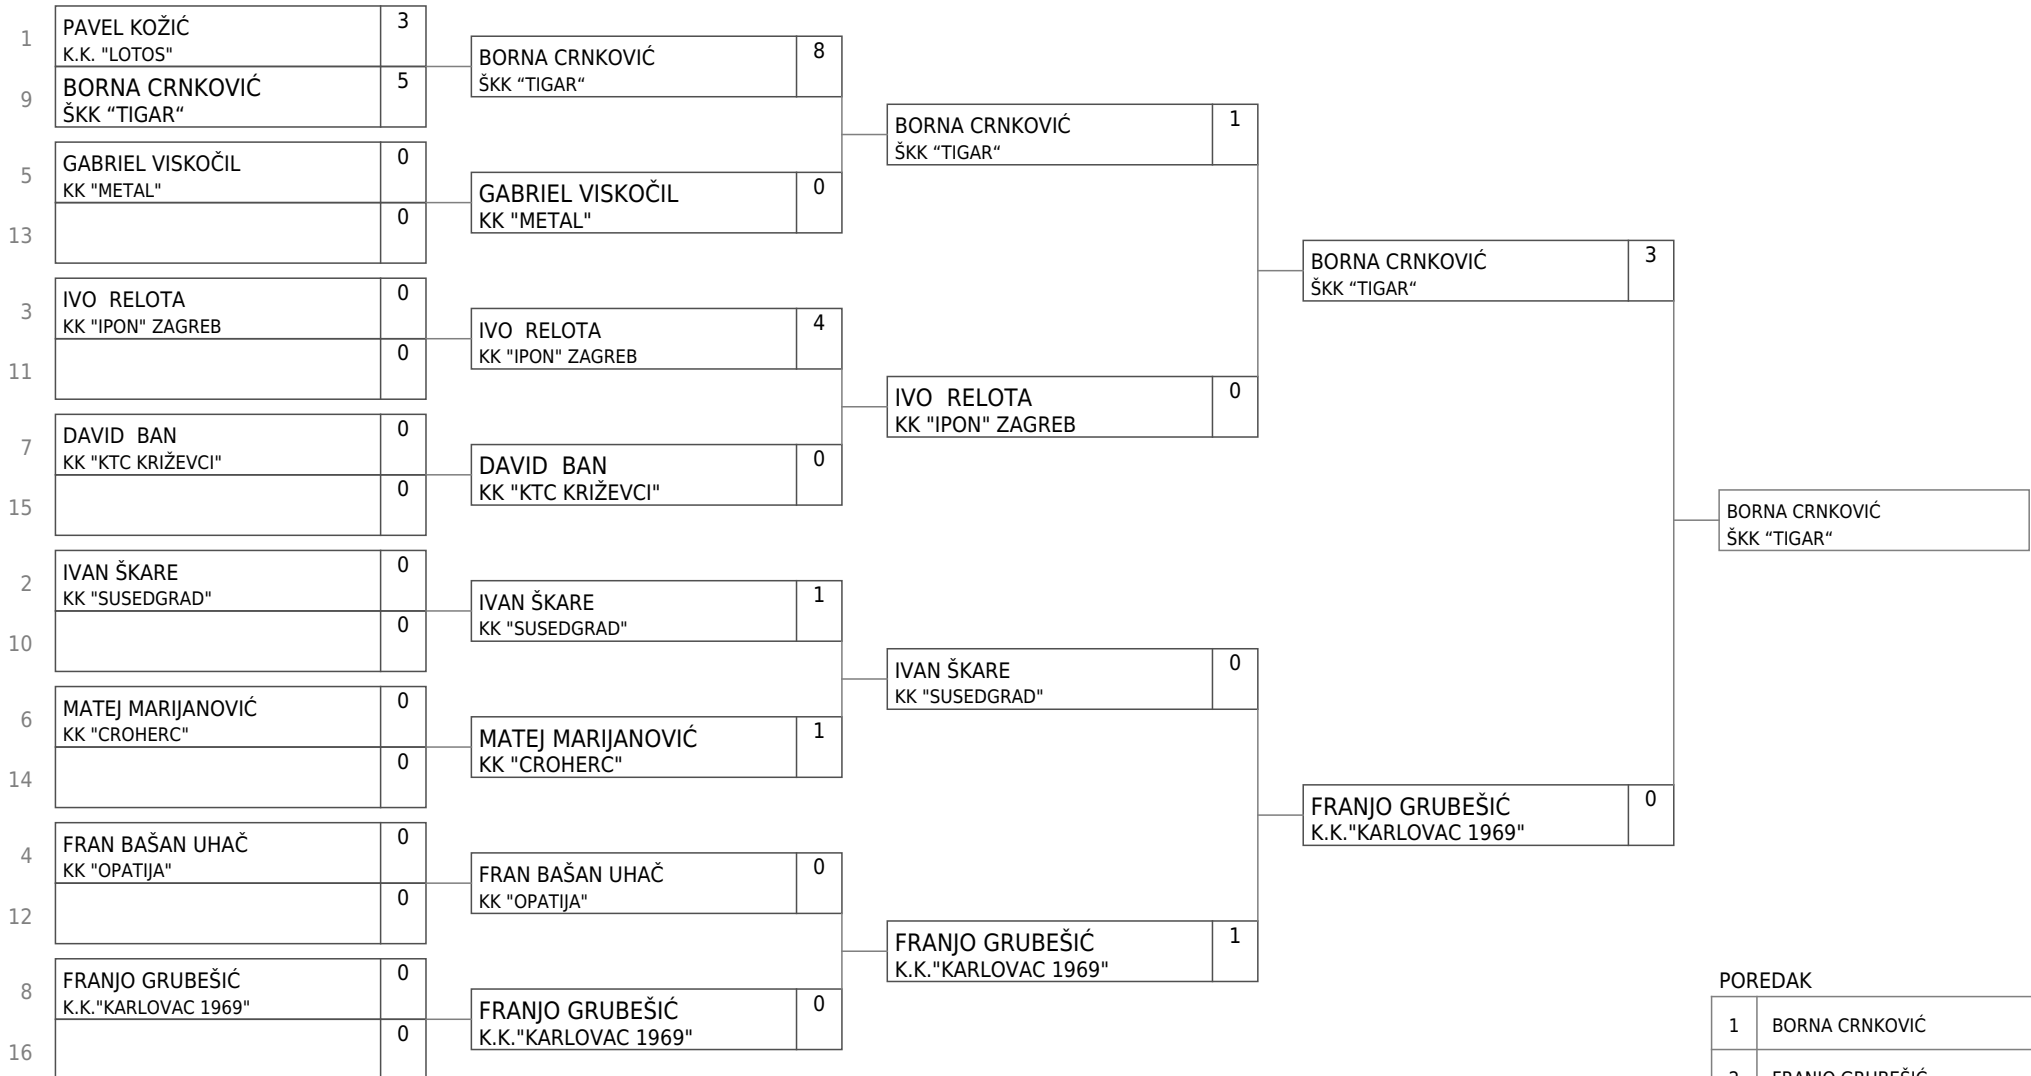 1
PAVEL KOŽIĆ
K.K. "LOTOS"
3
9
BORNA CRNKOVIĆ
ŠKK “TIGAR“
5
5
GABRIEL VISKOČIL
KK "METAL"
0
13
0
3
IVO  RELOTA
KK "IPON" ZAGREB
0
11
0
7
DAVID  BAN
KK "KTC KRIŽEVCI"
0
15
0
2
IVAN ŠKARE
KK "SUSEDGRAD"
0
10
0
6
MATEJ MARIJANOVIĆ
KK "CROHERC"
0
14
0
4
FRAN BAŠAN UHAČ
KK "OPATIJA"
0
12
0
8
FRANJO GRUBEŠIĆ
K.K."KARLOVAC 1969"
0
16
0
BORNA CRNKOVIĆ
ŠKK “TIGAR“
8
GABRIEL VISKOČIL
KK "METAL"
0
IVO  RELOTA
KK "IPON" ZAGREB
4
DAVID  BAN
KK "KTC KRIŽEVCI"
0
IVAN ŠKARE
KK "SUSEDGRAD"
1
MATEJ MARIJANOVIĆ
KK "CROHERC"
1
FRAN BAŠAN UHAČ
KK "OPATIJA"
0
FRANJO GRUBEŠIĆ
K.K."KARLOVAC 1969"
0
BORNA CRNKOVIĆ
ŠKK “TIGAR“
1
IVO  RELOTA
KK "IPON" ZAGREB
0
IVAN ŠKARE
KK "SUSEDGRAD"
0
FRANJO GRUBEŠIĆ
K.K."KARLOVAC 1969"
1
BORNA CRNKOVIĆ
ŠKK “TIGAR“
3
FRANJO GRUBEŠIĆ
K.K."KARLOVAC 1969"
0
BORNA CRNKOVIĆ
ŠKK “TIGAR“
POREDAK
1 BORNA CRNKOVIĆ
2 FRANJO GRUBEŠIĆ